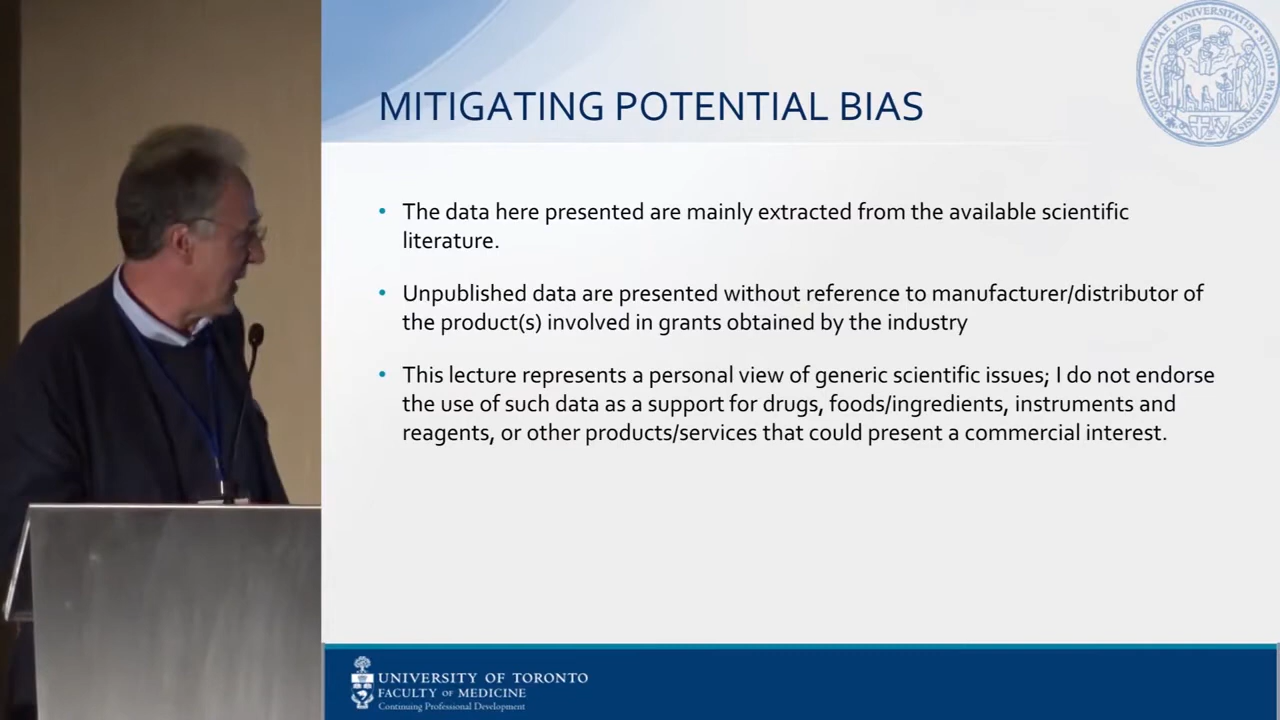 MITIGATING POTENTIAL BIAS
• The data here presented are mainly extracted from the available scientific
literature.
• Unpublished data are presented without reference to manufacturer/distributor of
the product(s) involved in grants obtained by the industry
• This lecture represents a personal view of generic scientific issues; I do not endorse
the use of such data as a support for drugs, foods/ingredients, instruments and
reagents, or other products/services that could present a commercial interest.
UNIVERSITY OF TORONTO
FACULTY OF MEDICINE
Continuing Professional Development